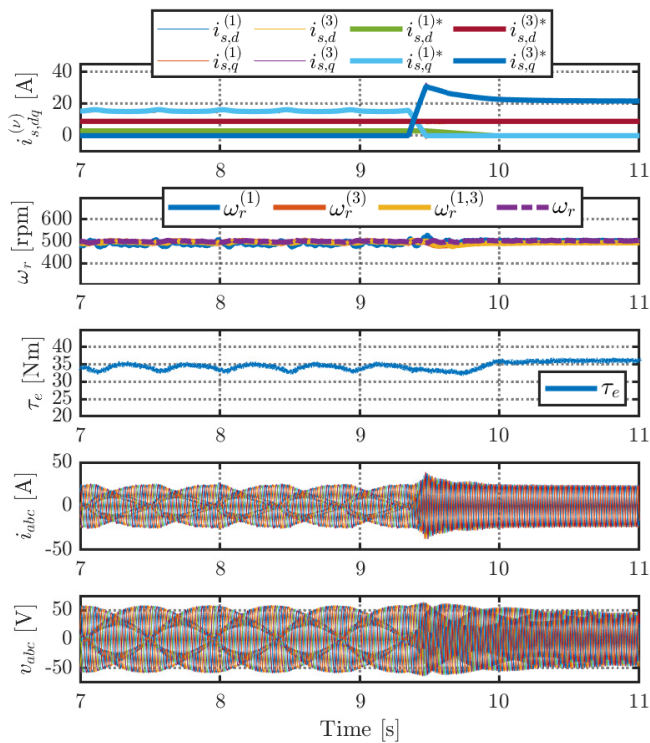 i_{s,d}^{(1)} i_{s,d}^{(3)} i_{s,d}^{(1)*} i_{s,d}^{(3)*}
i_{s,q}^{(1)} i_{s,q}^{(3)} i_{s,q}^{(1)*} i_{s,q}^{(3)*}
i_{s,dq}^{(ν)} [A]
40
20
0
7 8 9 10 11
ω_r^{(1)} ω_r^{(3)} ω_r^{(1,3)} ω_r
ω_r [rpm]
600
500
400
7 8 9 10 11
τ_e [Nm]
40
35
30
25
20
τ_e
7 8 9 10 11
i_{abc} [A]
50
0
-50
7 8 9 10 11
v_{abc} [V]
50
0
-50
7 8 9 10 11
Time [s]